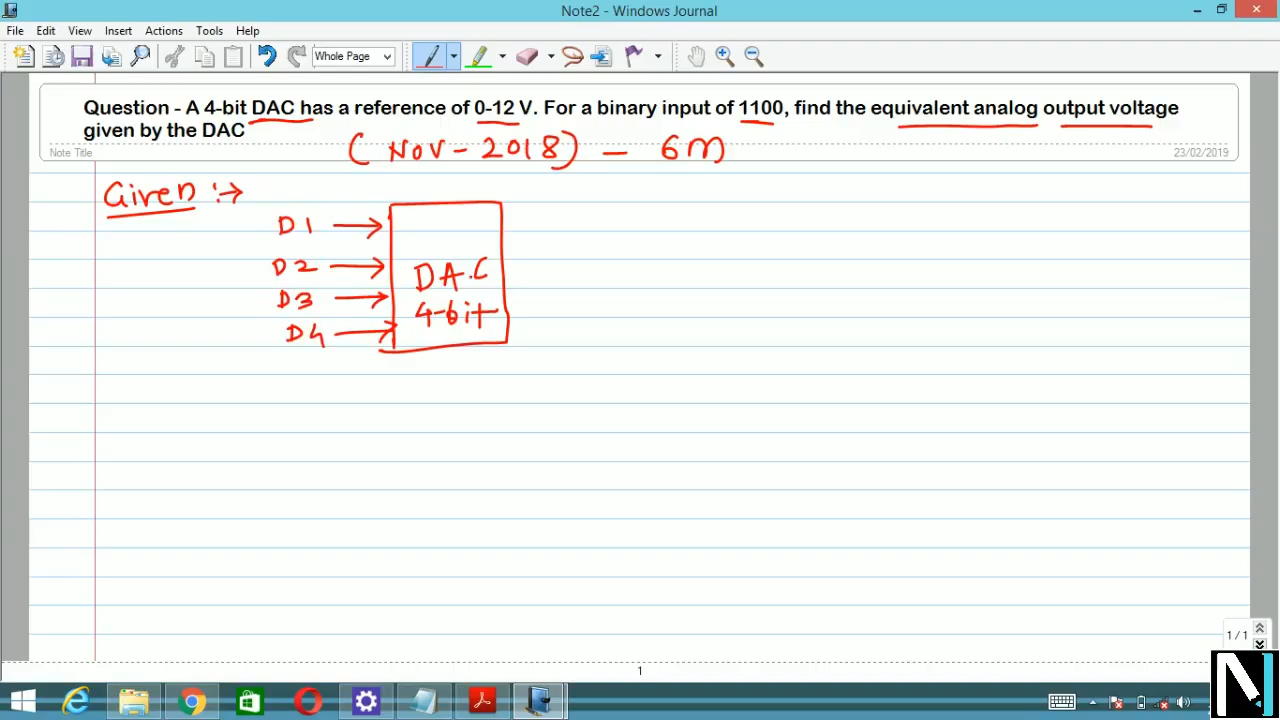 Note2 - Windows Journal
File Edit View Insert Actions Tools Help
Whole Page
Question - A 4-bit DAC has a reference of 0-12 V. For a binary input of 1100, find the equivalent analog output voltage
given by the DAC
(Nov-2018) - 6M
Note Title
23/02/2019
Given :→
D1
D2
DAC
D3
4-bit
D4
1 / 1
1